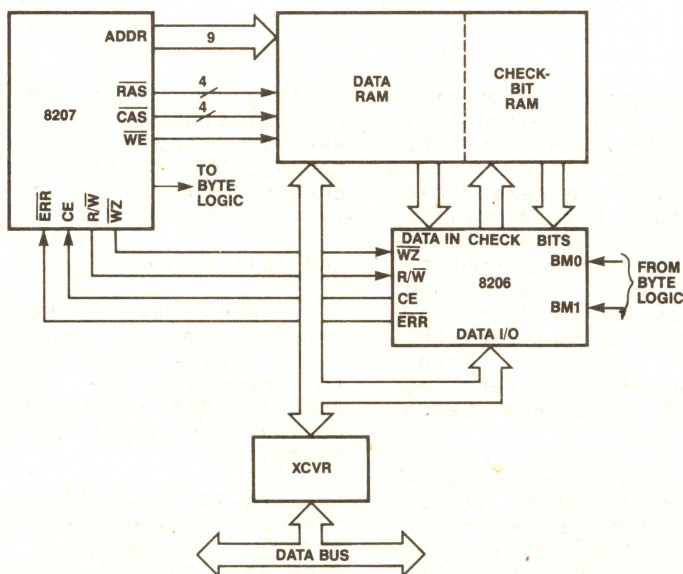 ADDR
9
DATA
RAM
CHECK-
BIT
RAM
RAS
4
CAS
4
8207
WE
TO
BYTE
LOGIC
ERR
CE
R/W
WZ
DATA IN CHECK BITS
WZ
BM0
R/W
8206
FROM
BYTE
LOGIC
CE
BM1
ERR
DATA I/O
XCVR
DATA BUS